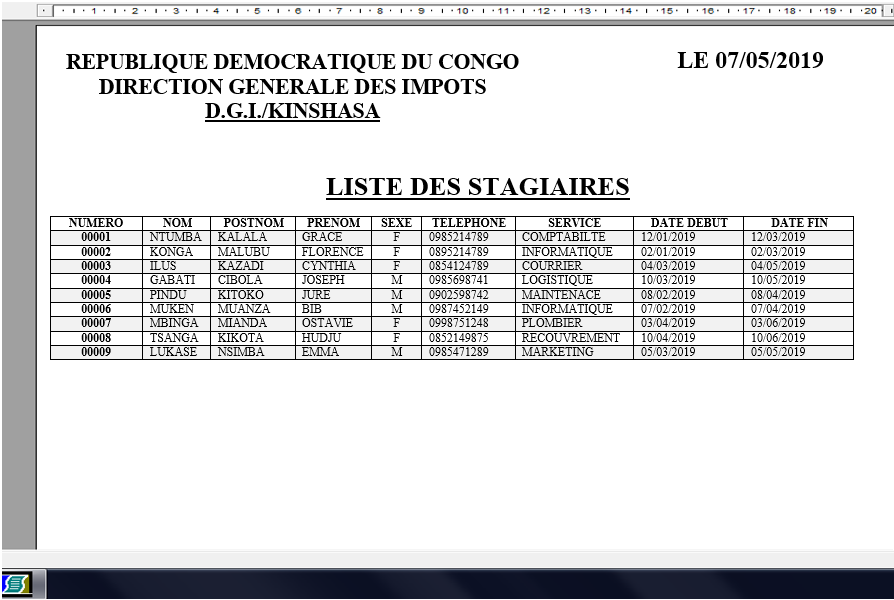 · 1 · 2 · 3 · 4 · 5 · 6 · 7 · 8 · 9 · 10 · 11 · 12 · 13 · 14 · 15 · 16 · 17 · 18 · 19 · 20
REPUBLIQUE DEMOCRATIQUE DU CONGO LE 07/05/2019
DIRECTION GENERALE DES IMPOTS
D.G.I./KINSHASA
LISTE DES STAGIAIRES
NUMERO NOM POSTNOM PRENOM SEXE TELEPHONE SERVICE DATE DEBUT DATE FIN
00001 NTUMBA KALALA GRACE F 0985214789 COMPTABILTE 12/01/2019 12/03/2019
00002 KONGA MALUBU FLORENCE F 0895214789 INFORMATIQUE 02/01/2019 02/03/2019
00003 ILUS KAZADI CYNTHIA F 0854124789 COURRIER 04/03/2019 04/05/2019
00004 GABATI CIBOLA JOSEPH M 0985698741 LOGISTIQUE 10/03/2019 10/05/2019
00005 PINDU KITOKO JURE M 0902598742 MAINTENACE 08/02/2019 08/04/2019
00006 MUKEN MUANZA BIB M 0987452149 INFORMATIQUE 07/02/2019 07/04/2019
00007 MBINGA MIANDA OSTAVIE F 0998751248 PLOMBIER 03/04/2019 03/06/2019
00008 TSANGA KIKOTA HUDJU F 0852149875 RECOUVREMENT 10/04/2019 10/06/2019
00009 LUKASE NSIMBA EMMA M 0985471289 MARKETING 05/03/2019 05/05/2019